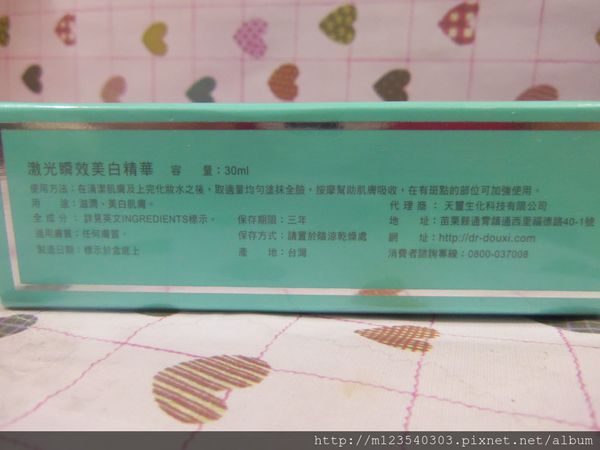 激光瞬效美白精華 容 量：30ml
使用方法：在清潔肌膚及上完化妝水之後，取適量均勻塗抹全臉，按摩幫助肌膚吸收，在有斑點的部位可加強使用。
用 途：滋潤、美白肌膚。
全 成 分 ： 詳見英文INGREDIENTS標示。
適用膚質：任何膚質。
製造日期：標示於盒底上
保存期限：三年
保存方式：請置於陰涼乾燥處
產 地：台灣
代 理 商 ： 天璽生化科技有限公司
地 址：苗栗縣通霄鎮通西里福德路40-1號
網 址：http://dr-douxi.com
消費者諮詢專線：0800-037008
http://m123540303.pixnet.net/album